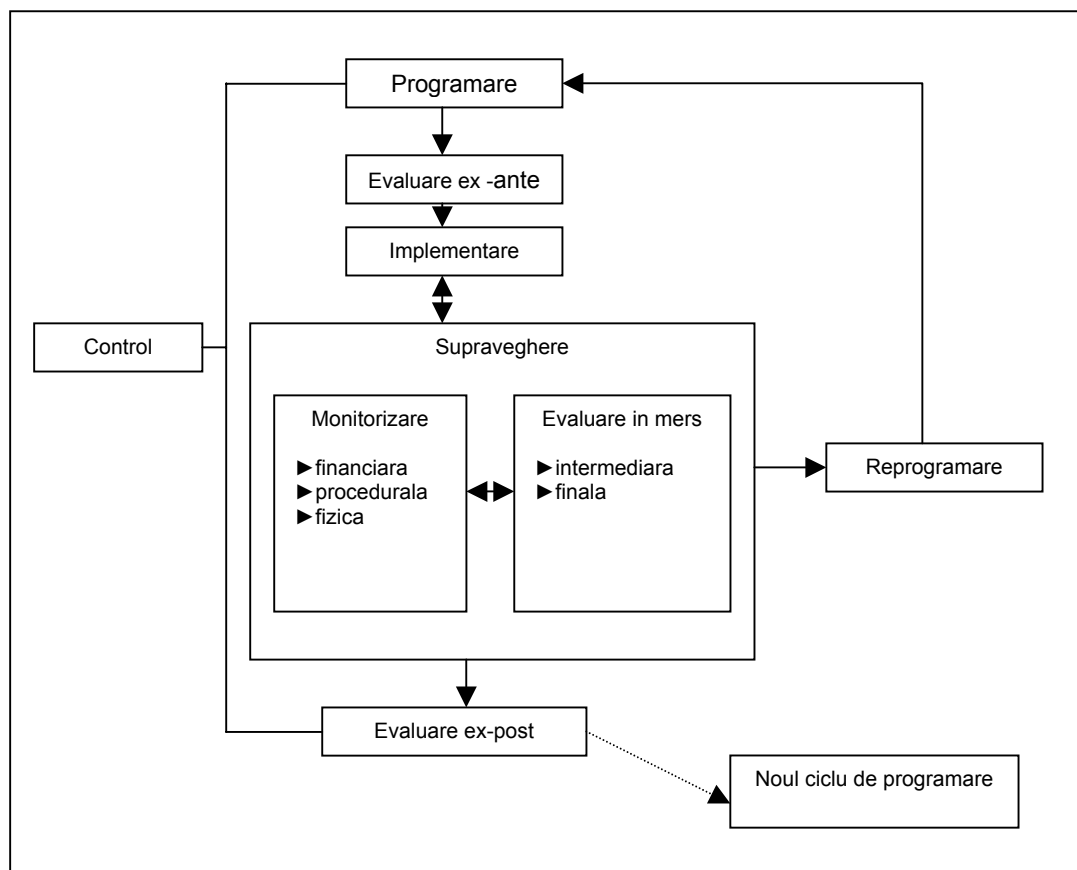 Programare
Evaluare ex -ante
Implementare
Control
Supraveghere
Monitorizare
►financiara
►procedurala
►fizica
Evaluare in mers
►intermediara
►finala
Reprogramare
Evaluare ex-post
Noul ciclu de programare